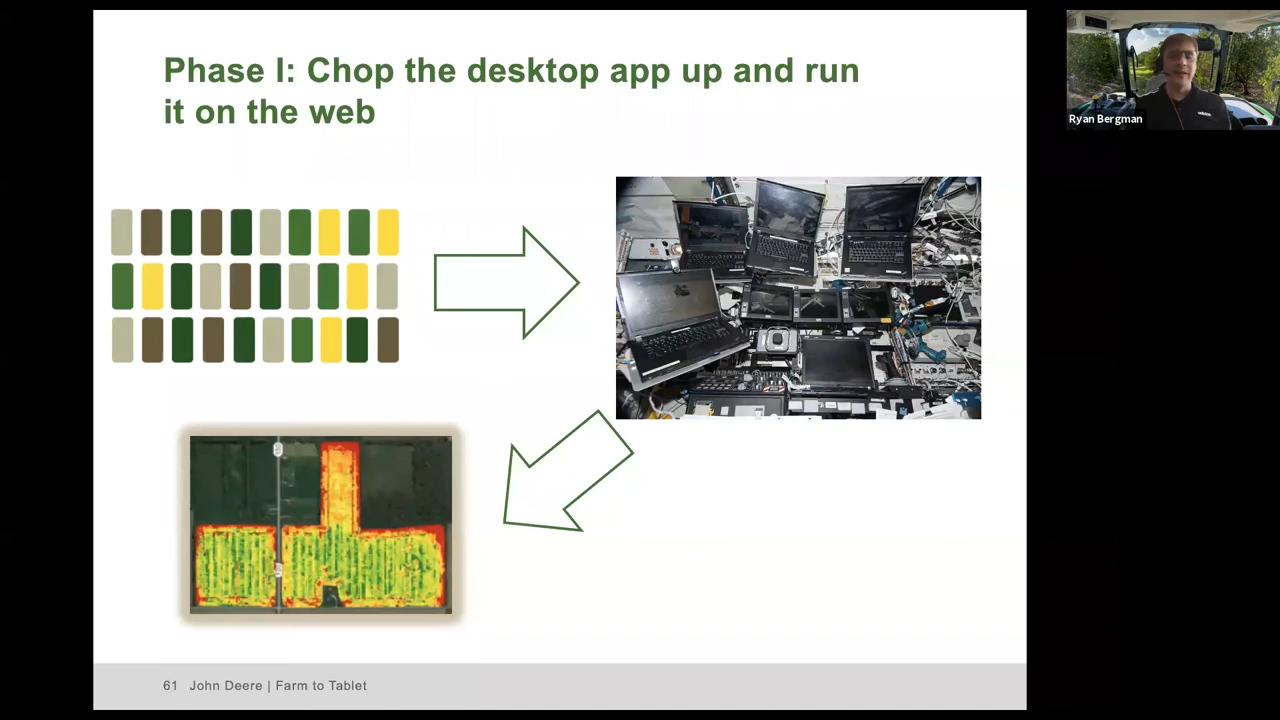 Phase I: Chop the desktop app up and run
it on the web
Ryan Bergman
61 John Deere | Farm to Tablet